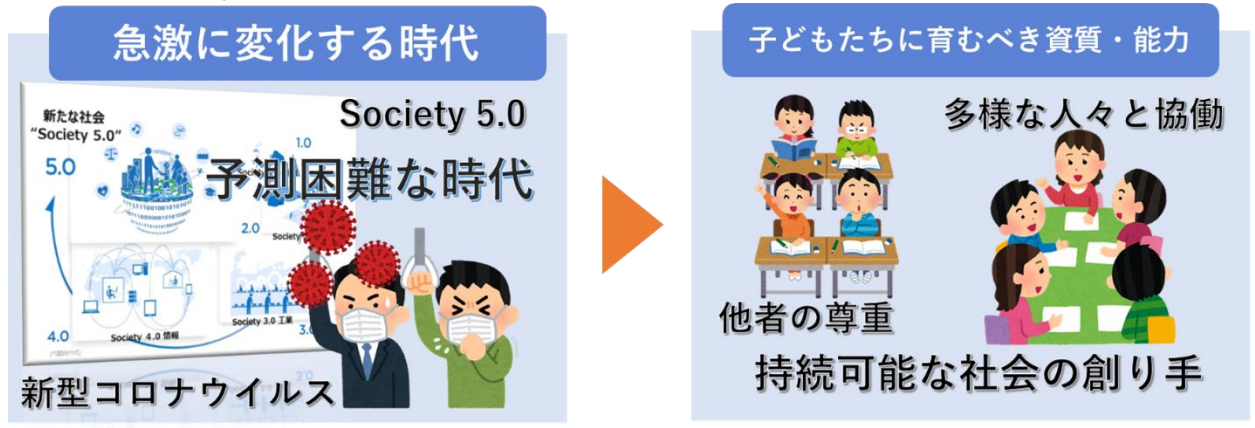 急激に変化する時代
Society 5.0
新たな社会
“Society 5.0”
5.0
1.0
予測困難な時代
2.0
Society
4.0
Society 4.0 情報
Society 3.0 工業
3.0
新型コロナウイルス
子どもたちに育むべき資質・能力
多様な人々と協働
他者の尊重
持続可能な社会の創り手